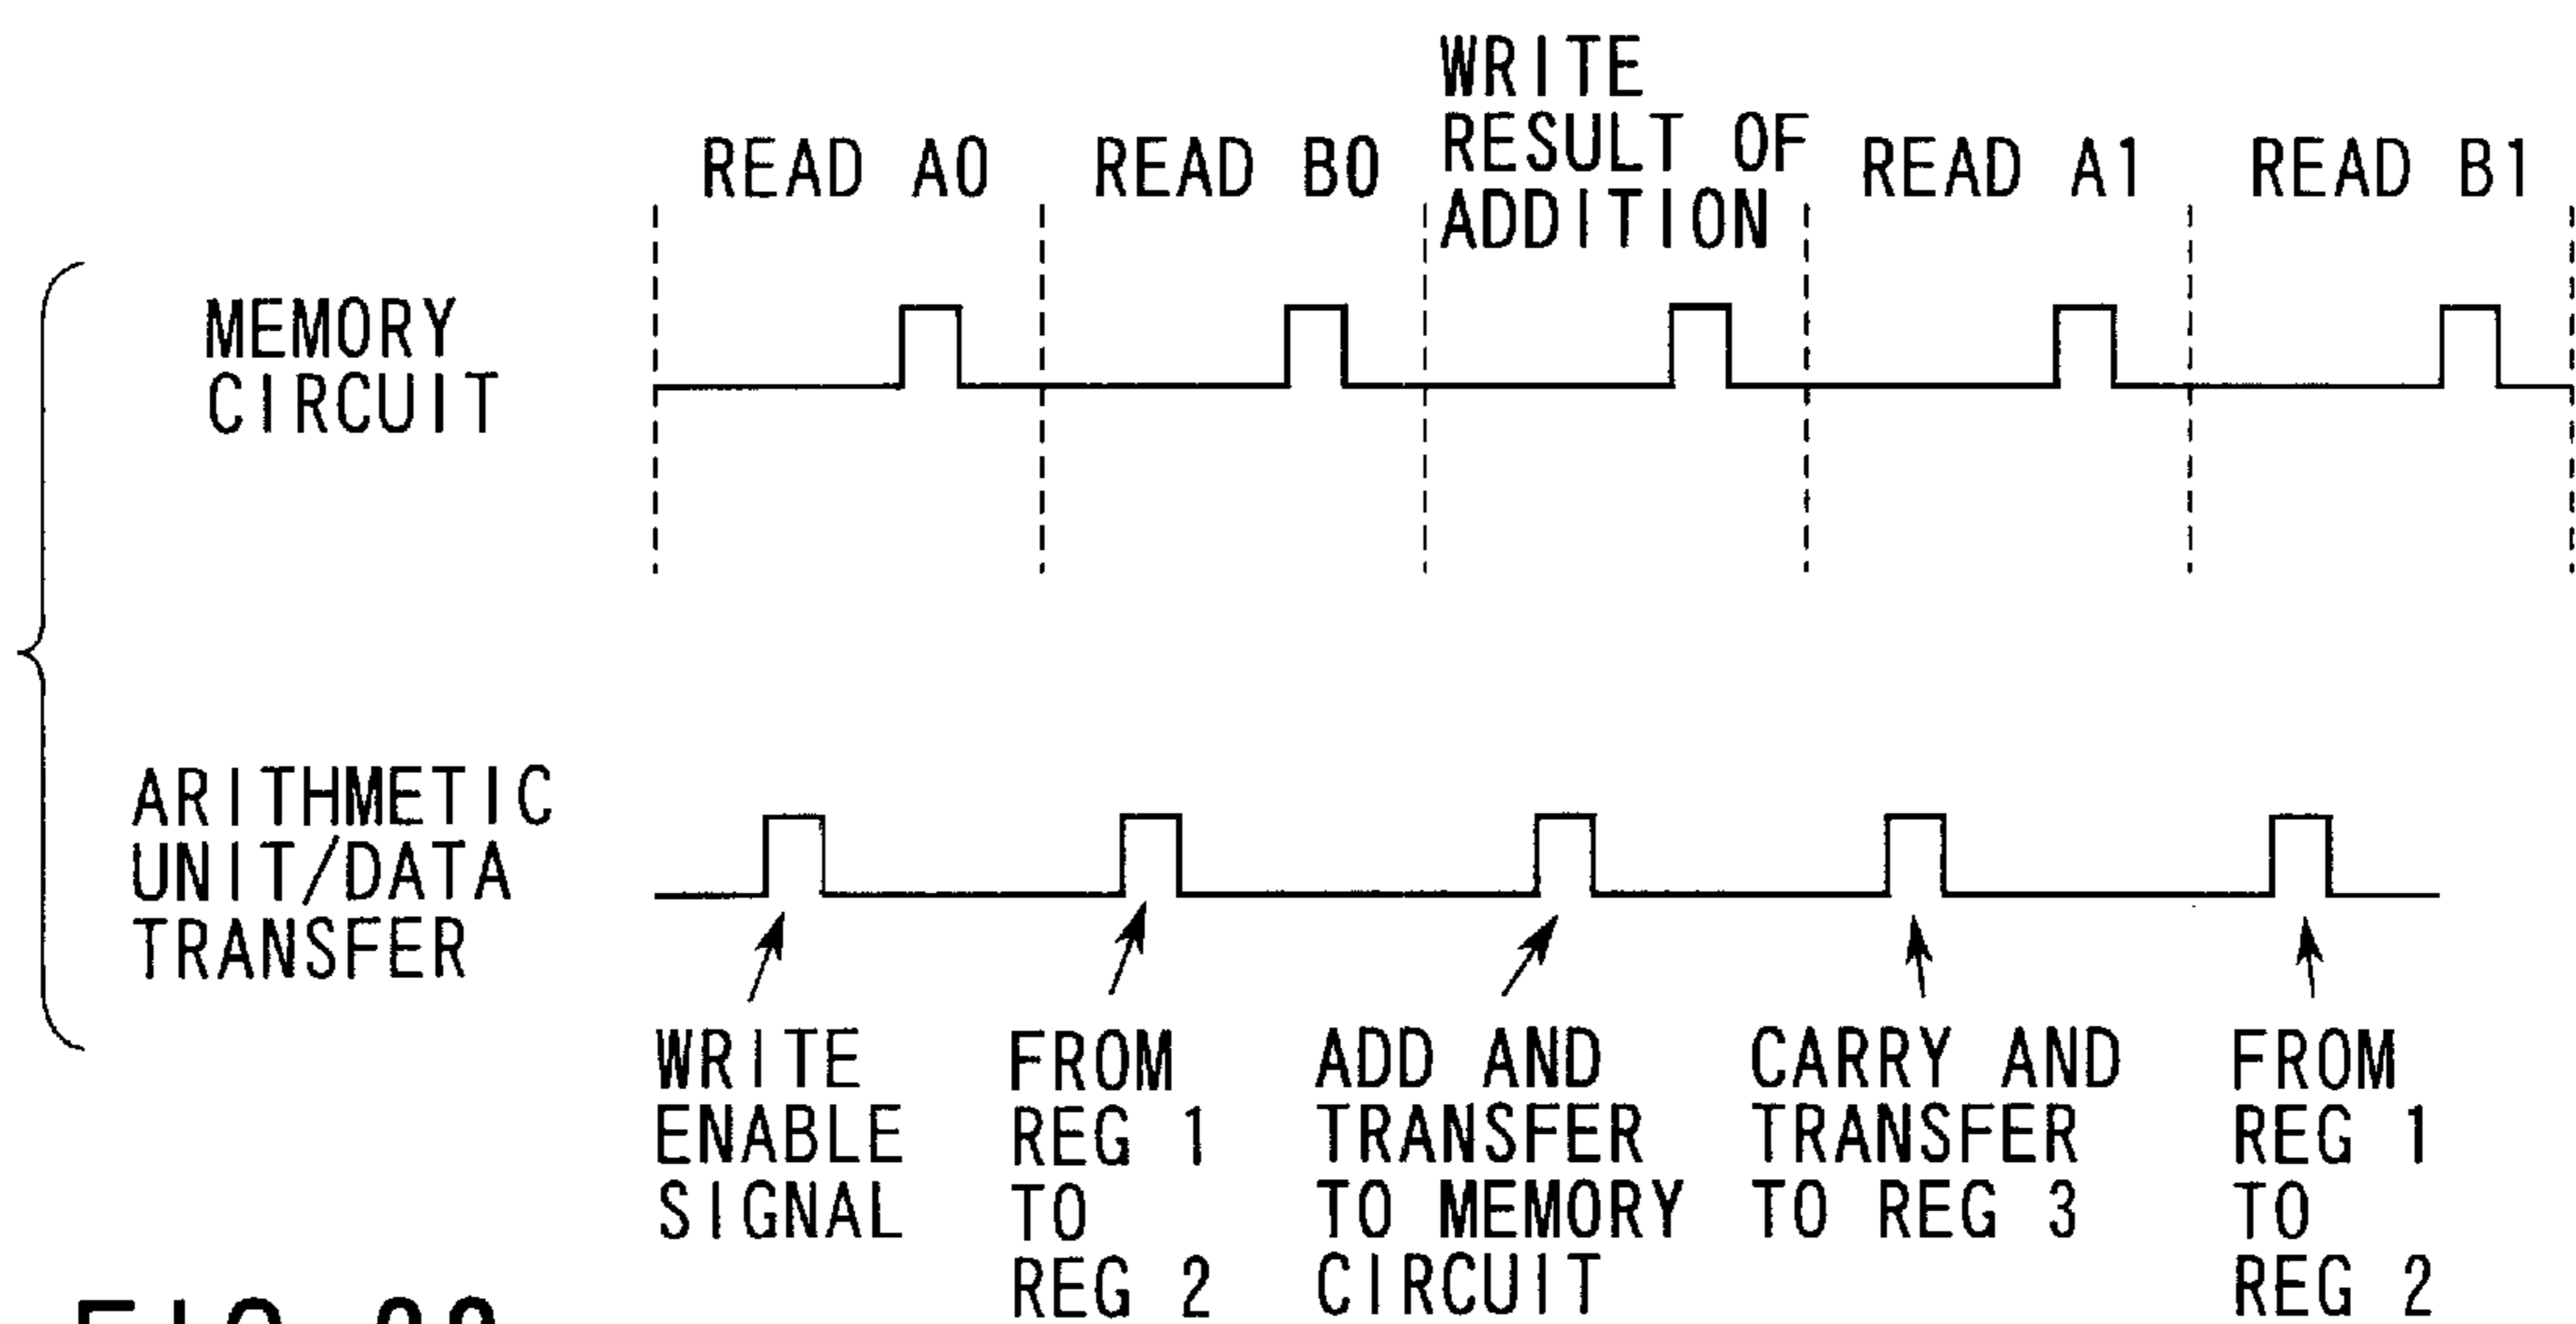 READ A0
READ B0
WRITE
RESULT OF
ADDITION
READ A1
READ B1
MEMORY
CIRCUIT
ARITHMETIC
UNIT/DATA
TRANSFER
WRITE
ENABLE
SIGNAL
FROM
REG 1
TO
REG 2
ADD AND
TRANSFER
TO MEMORY
CIRCUIT
CARRY AND
TRANSFER
TO REG 3
FROM
REG 1
TO
REG 2